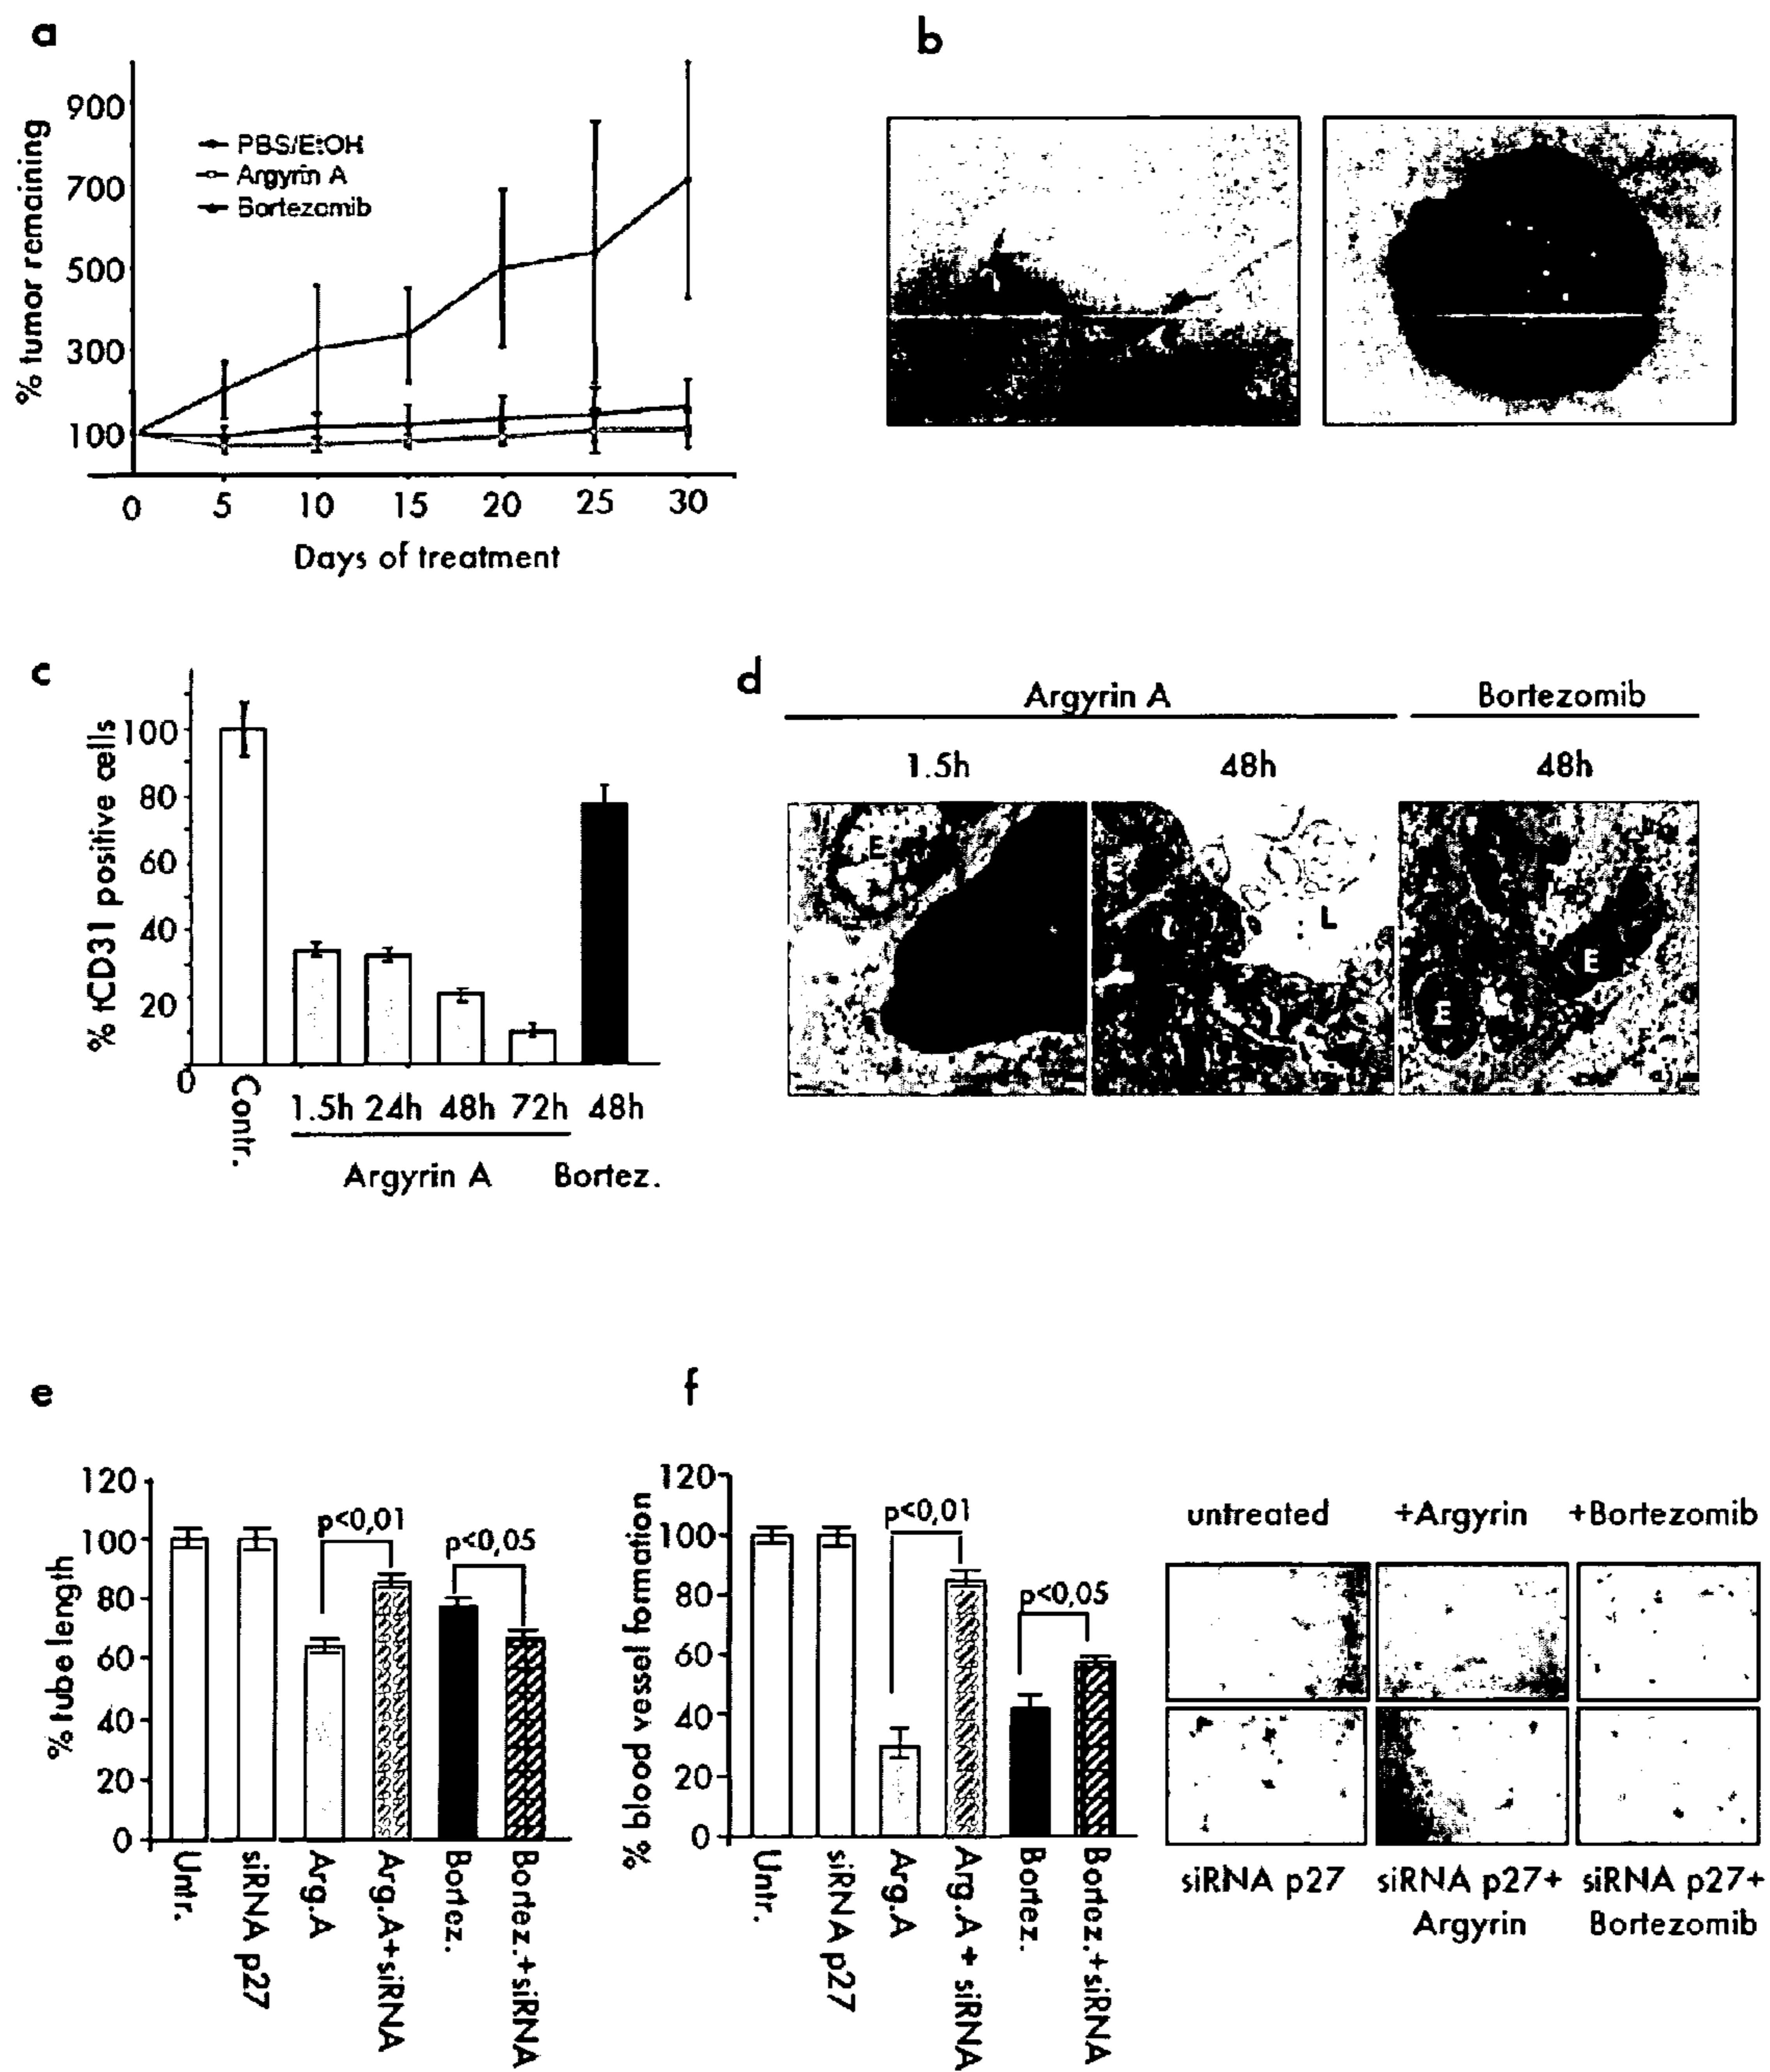 a
900
700
500
300
100
% tumor remaining
PBS/EtOH
Argyrin A
Bortezomib
0 5 10 15 20 25 30
Days of treatment
b
c
% tCD31 positive cells
100
80
60
40
20
0
Contr.
1.5h 24h 48h 72h 48h
Argyrin A Bortez.
d
Argyrin A Bortezomib
1.5h 48h 48h
E
E
L
E
E
e
% tube length
120
100
80
60
40
20
0
p<0,01
p<0,05
Untr.
siRNA p27
Arg.A
Arg.A+siRNA
Bortez.
Bortez.+siRNA
f
% blood vessel formation
120
100
80
60
40
20
0
p<0,01
p<0,05
Untr.
siRNA p27
Arg.A
Arg.A + siRNA
Bortez.
Bortez.+siRNA
untreated +Argyrin +Bortezomib
siRNA p27 siRNA p27+ siRNA p27+
Argyrin Bortezomib